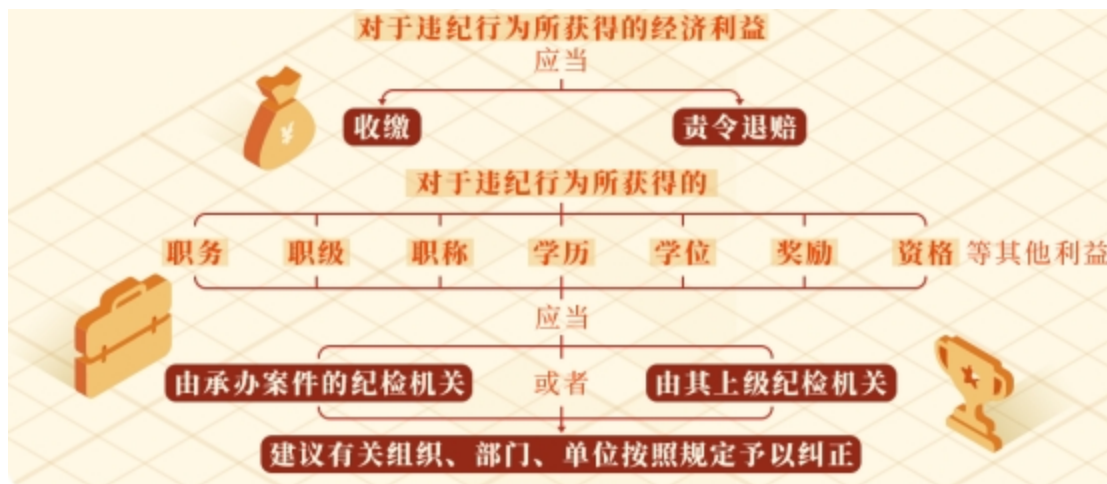 对于违纪行为所获得的经济利益
应当
收缴 责令退赔
¥
对于违纪行为所获得的
职务 职级 职称 学历 学位 奖励 资格 等其他利益
应当
由承办案件的纪检机关 或者 由其上级纪检机关
建议有关组织、部门、单位按照规定予以纠正